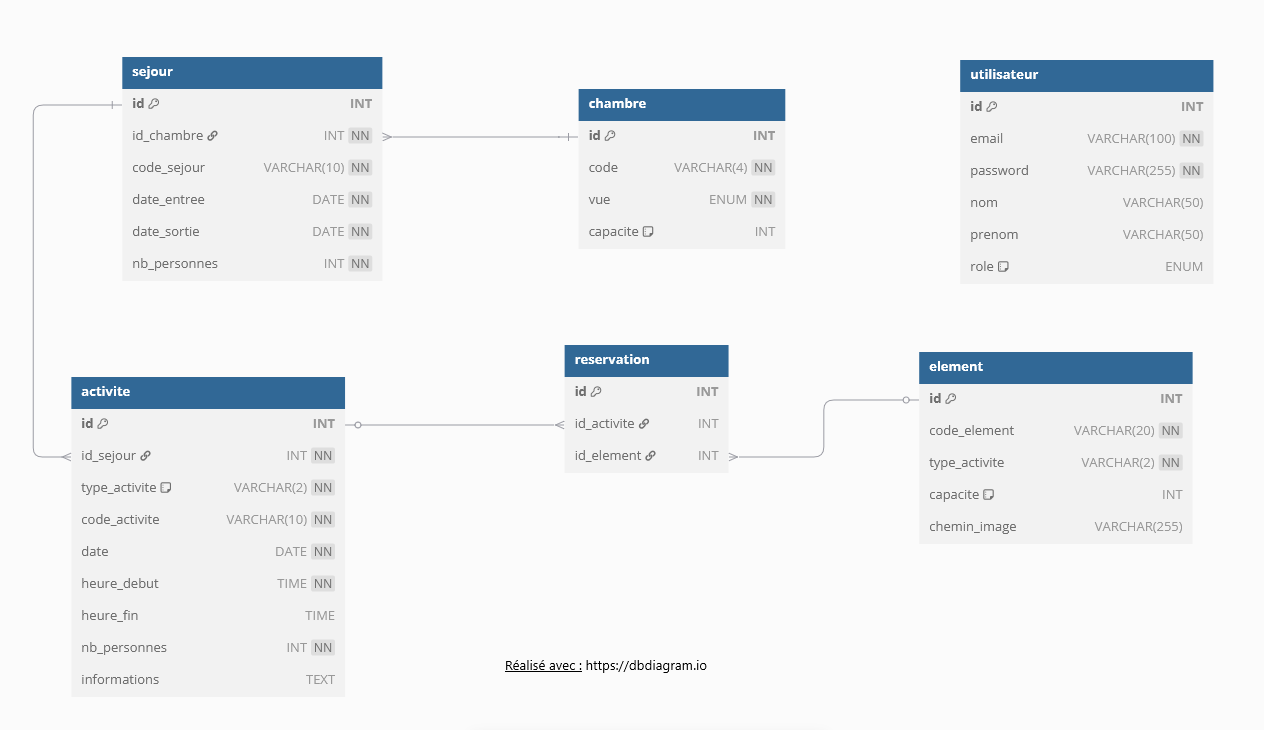 sejour
id INT
id_chambre INT NN
code_sejour VARCHAR(10) NN
date_entree DATE NN
date_sortie DATE NN
nb_personnes INT NN
chambre
id INT
code VARCHAR(4) NN
vue ENUM NN
capacite INT
utilisateur
id INT
email VARCHAR(100) NN
password VARCHAR(255) NN
nom VARCHAR(50)
prenom VARCHAR(50)
role ENUM
activite
id INT
id_sejour INT NN
type_activite VARCHAR(2) NN
code_activite VARCHAR(10) NN
date DATE NN
heure_debut TIME NN
heure_fin TIME
nb_personnes INT NN
informations TEXT
reservation
id INT
id_activite INT
id_element INT
element
id INT
code_element VARCHAR(20) NN
type_activite VARCHAR(2) NN
capacite INT
chemin_image VARCHAR(255)
Réalisé avec : https://dbdiagram.io